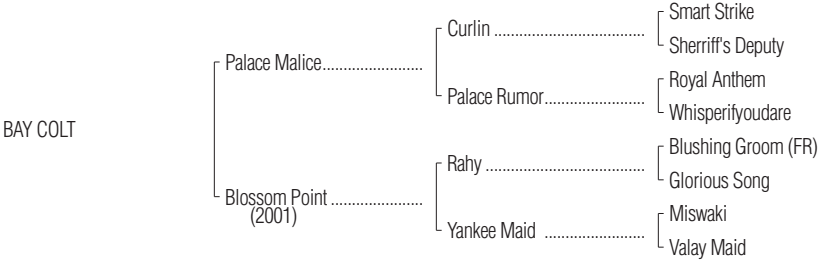 Smart Strike
Curlin ....................................
Sherriff's Deputy
Palace Malice........................
Royal Anthem
Palace Rumor........................
Whisperifyoudare
BAY COLT
Blushing Groom (FR)
Rahy ......................................
Glorious Song
Blossom Point ......................
(2001)
Miswaki
Yankee Maid ........................
Valay Maid